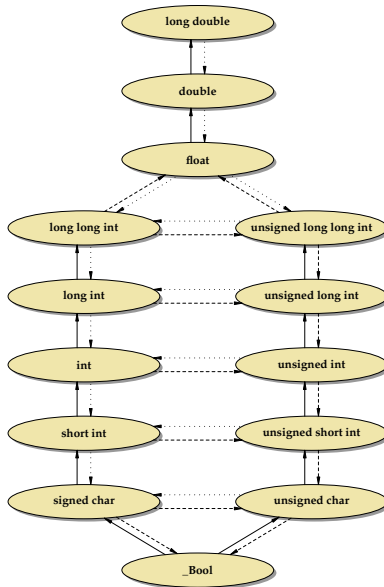 long double
double
float
long long int
unsigned long long int
long int
unsigned long int
int
unsigned int
short int
unsigned short int
signed char
unsigned char
_Bool